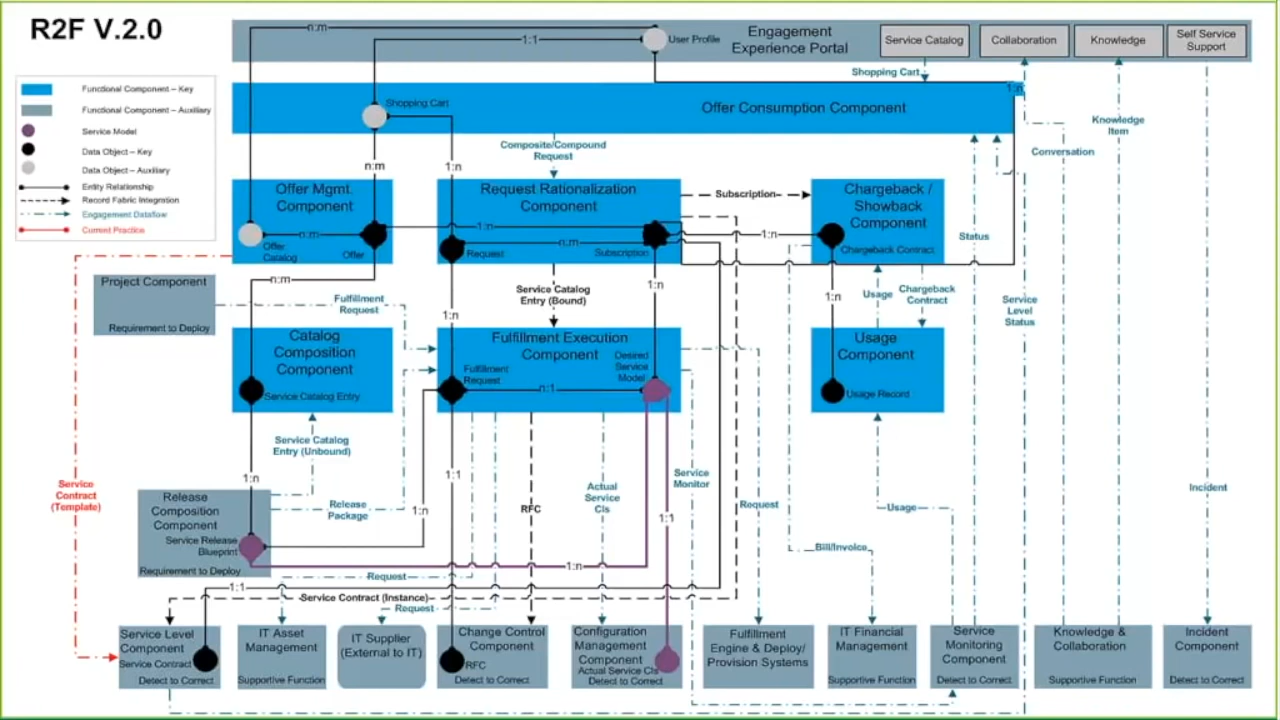 R2F V.2.0
n:m
1:1
User Profile
Engagement
Experience Portal
Service Catalog
Collaboration
Knowledge
Self Service
Support
Functional Component – Key
Functional Component – Auxiliary
Service Model
Data Object – Key
Data Object – Auxiliary
Entity Relationship
Record Fabric Integration
Engagement Dataflow
Current Practice
Shopping Cart
1:n
Shopping Cart
Offer Consumption Component
Knowledge
Item
Composite/Compound
Request
Conversation
n:m
1:n
Offer Mgmt.
Component
n:m
Offer
Catalog
Offer
Request Rationalization
Component
1:n
n:m
Request
Subscription
Subscription
Chargeback /
Showback
Component
1:n
Chargeback Contract
Status
Project Component
Requirement to Deploy
n:m
Fulfillment
Request
Service Catalog
Entry (Bound)
1:n
1:n
1:n
Usage
Chargeback
Contract
Service
Level
Status
Catalog
Composition
Component
Service Catalog Entry
Fulfillment Execution
Component
Fulfillment
Request
n:1
Desired
Service
Model
Usage
Component
Usage Record
Service Catalog
Entry (Unbound)
1:n
Service
Contract
(Template)
Release
Composition
Component
Service Release
Blueprint
Requirement to Deploy
Release
Package
1:n
1:1
RFC
Actual
Service
CIs
Service
Monitor
1:1
Request
Usage
Incident
Bill/Invoice
1:n
Request
1:1
Service Contract (Instance)
Request
Service Level
Component
Service Contract
Detect to Correct
IT Asset
Management
Supportive Function
IT Supplier
(External to IT)
Change Control
Component
RFC
Detect to Correct
Configuration
Management
Component
Actual Service CIs
Detect to Correct
Fulfillment
Engine & Deploy/
Provision Systems
IT Financial
Management
Supportive Function
Service
Monitoring
Component
Detect to Correct
Knowledge &
Collaboration
Supportive Function
Incident
Component
Detect to Correct